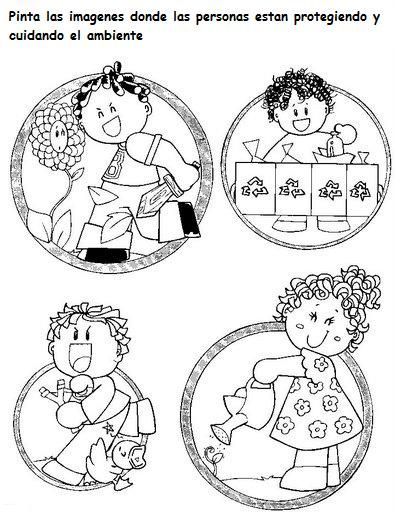 Pinta las imagenes donde las personas estan protegiendo y
cuidando el ambiente